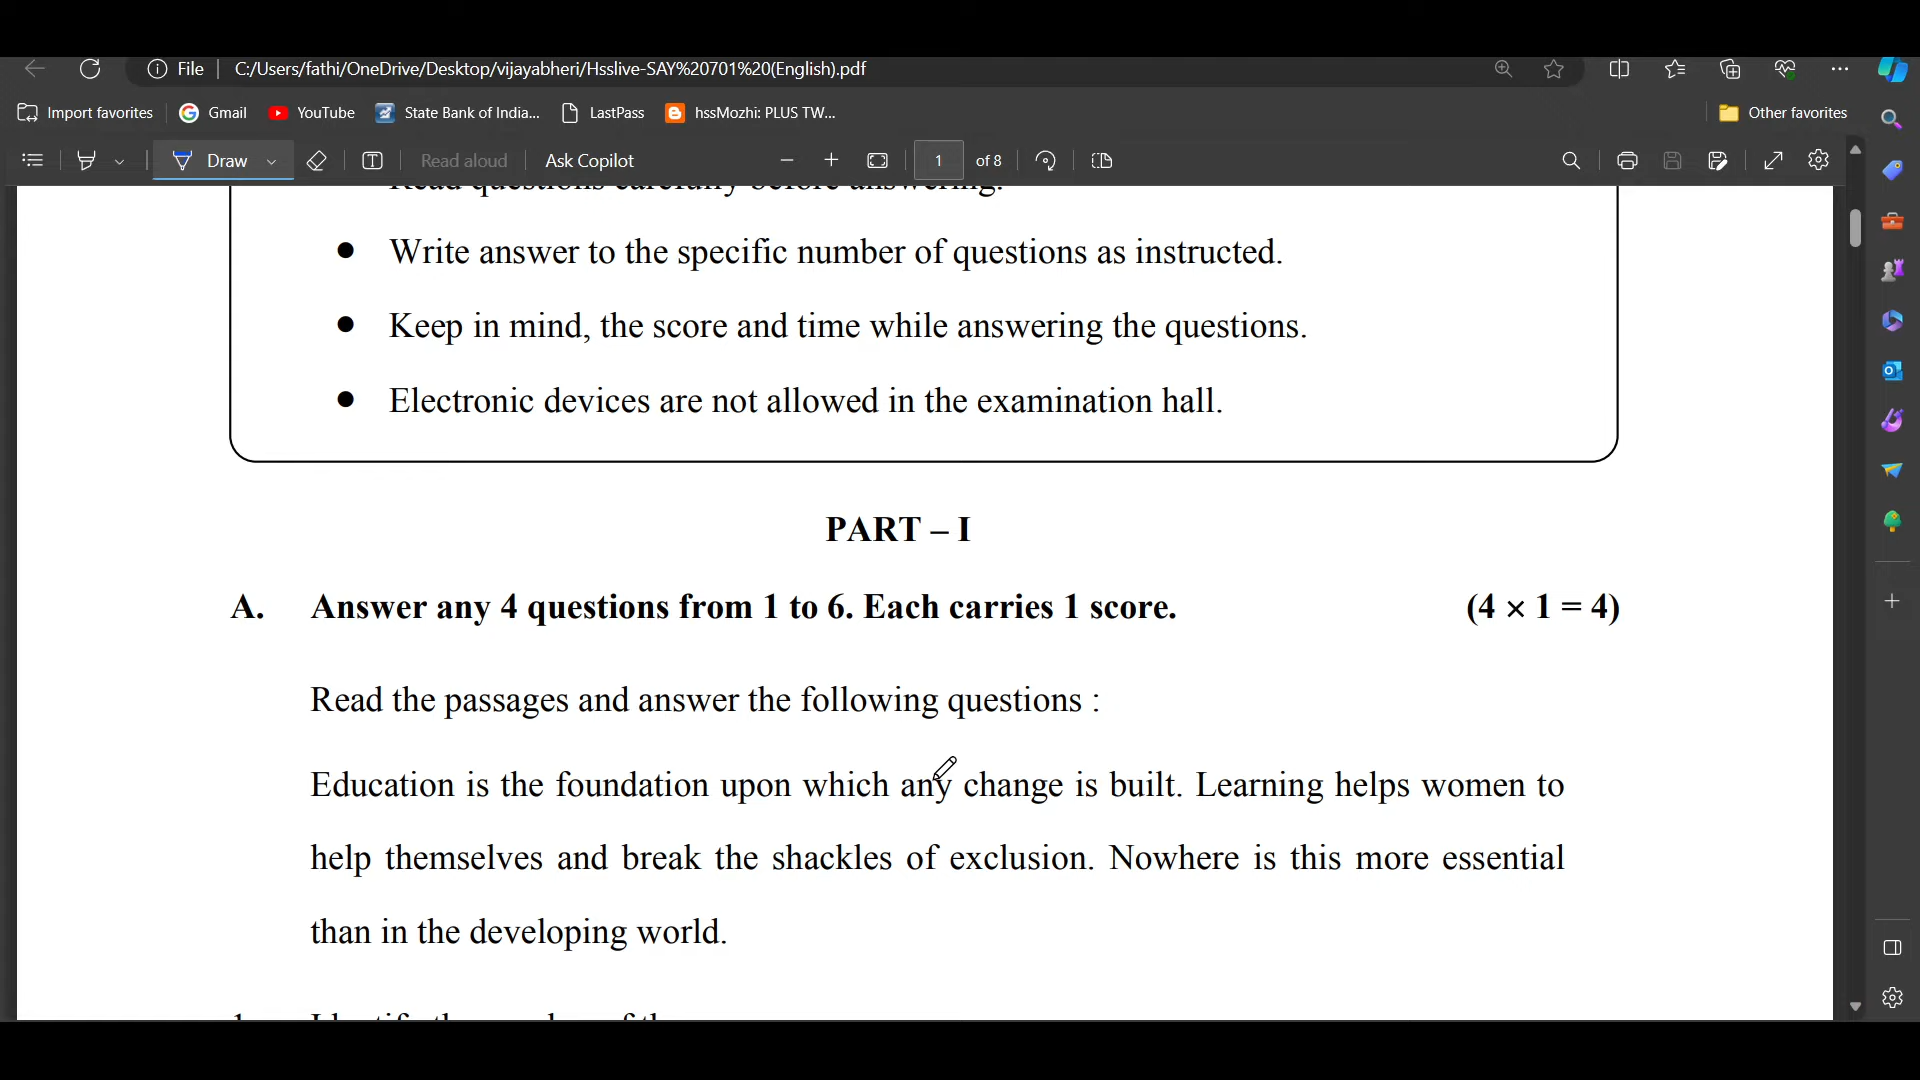 File | C:/Users/fathi/OneDrive/Desktop/vijayabheri/Hsslive-SAY%20701%20(English).pdf
Import favorites Gmail YouTube State Bank of India... LastPass hssMozhi: PLUS TW... Other favorites
Draw Read aloud Ask Copilot 1 of 8
Read questions carefully before answering.
● Write answer to the specific number of questions as instructed.
● Keep in mind, the score and time while answering the questions.
● Electronic devices are not allowed in the examination hall.
PART – I
A. Answer any 4 questions from 1 to 6. Each carries 1 score. (4 × 1 = 4)
Read the passages and answer the following questions :
Education is the foundation upon which any change is built. Learning helps women to
help themselves and break the shackles of exclusion. Nowhere is this more essential
than in the developing world.